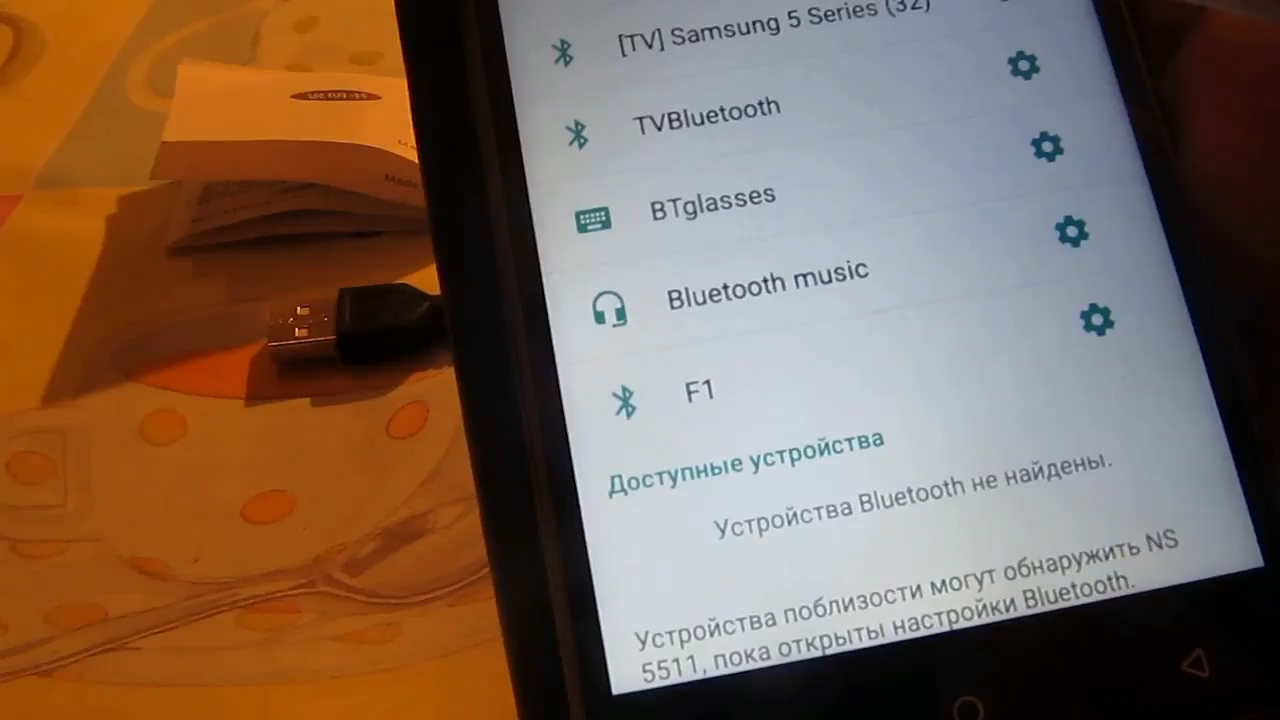 [TV] Samsung 5 Series (32)
TVBluetooth
BTglasses
Bluetooth music
F1
Доступные устройства
Устройства Bluetooth не найдены.
Устройства поблизости могут обнаружить NS
5511, пока открыты настройки Bluetooth.
Made